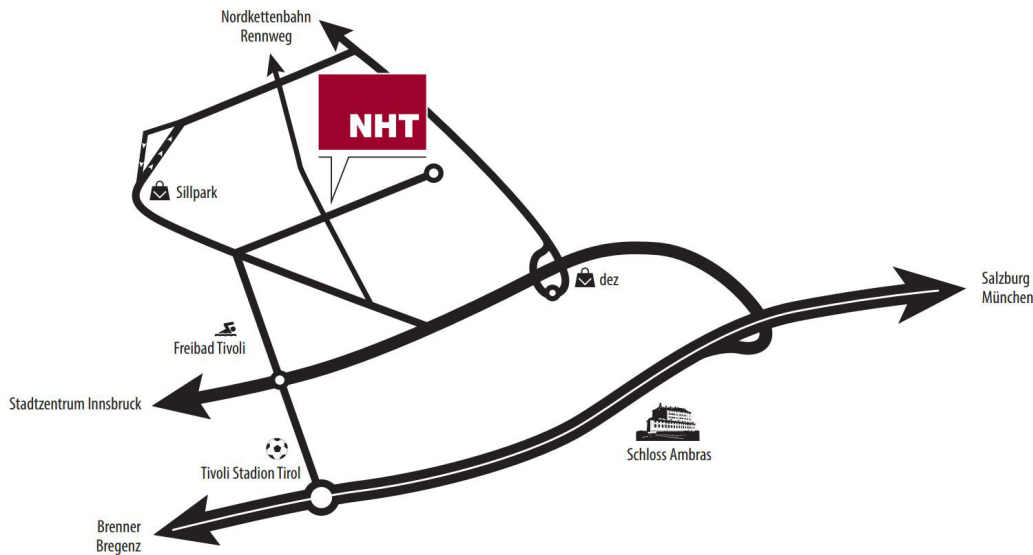 Nordkettenbahn
Rennweg
NHT
Sillpark
dez
Salzburg
München
Freibad Tivoli
Stadtzentrum Innsbruck
Schloss Ambras
Tivoli Stadion Tirol
Brenner
Bregenz